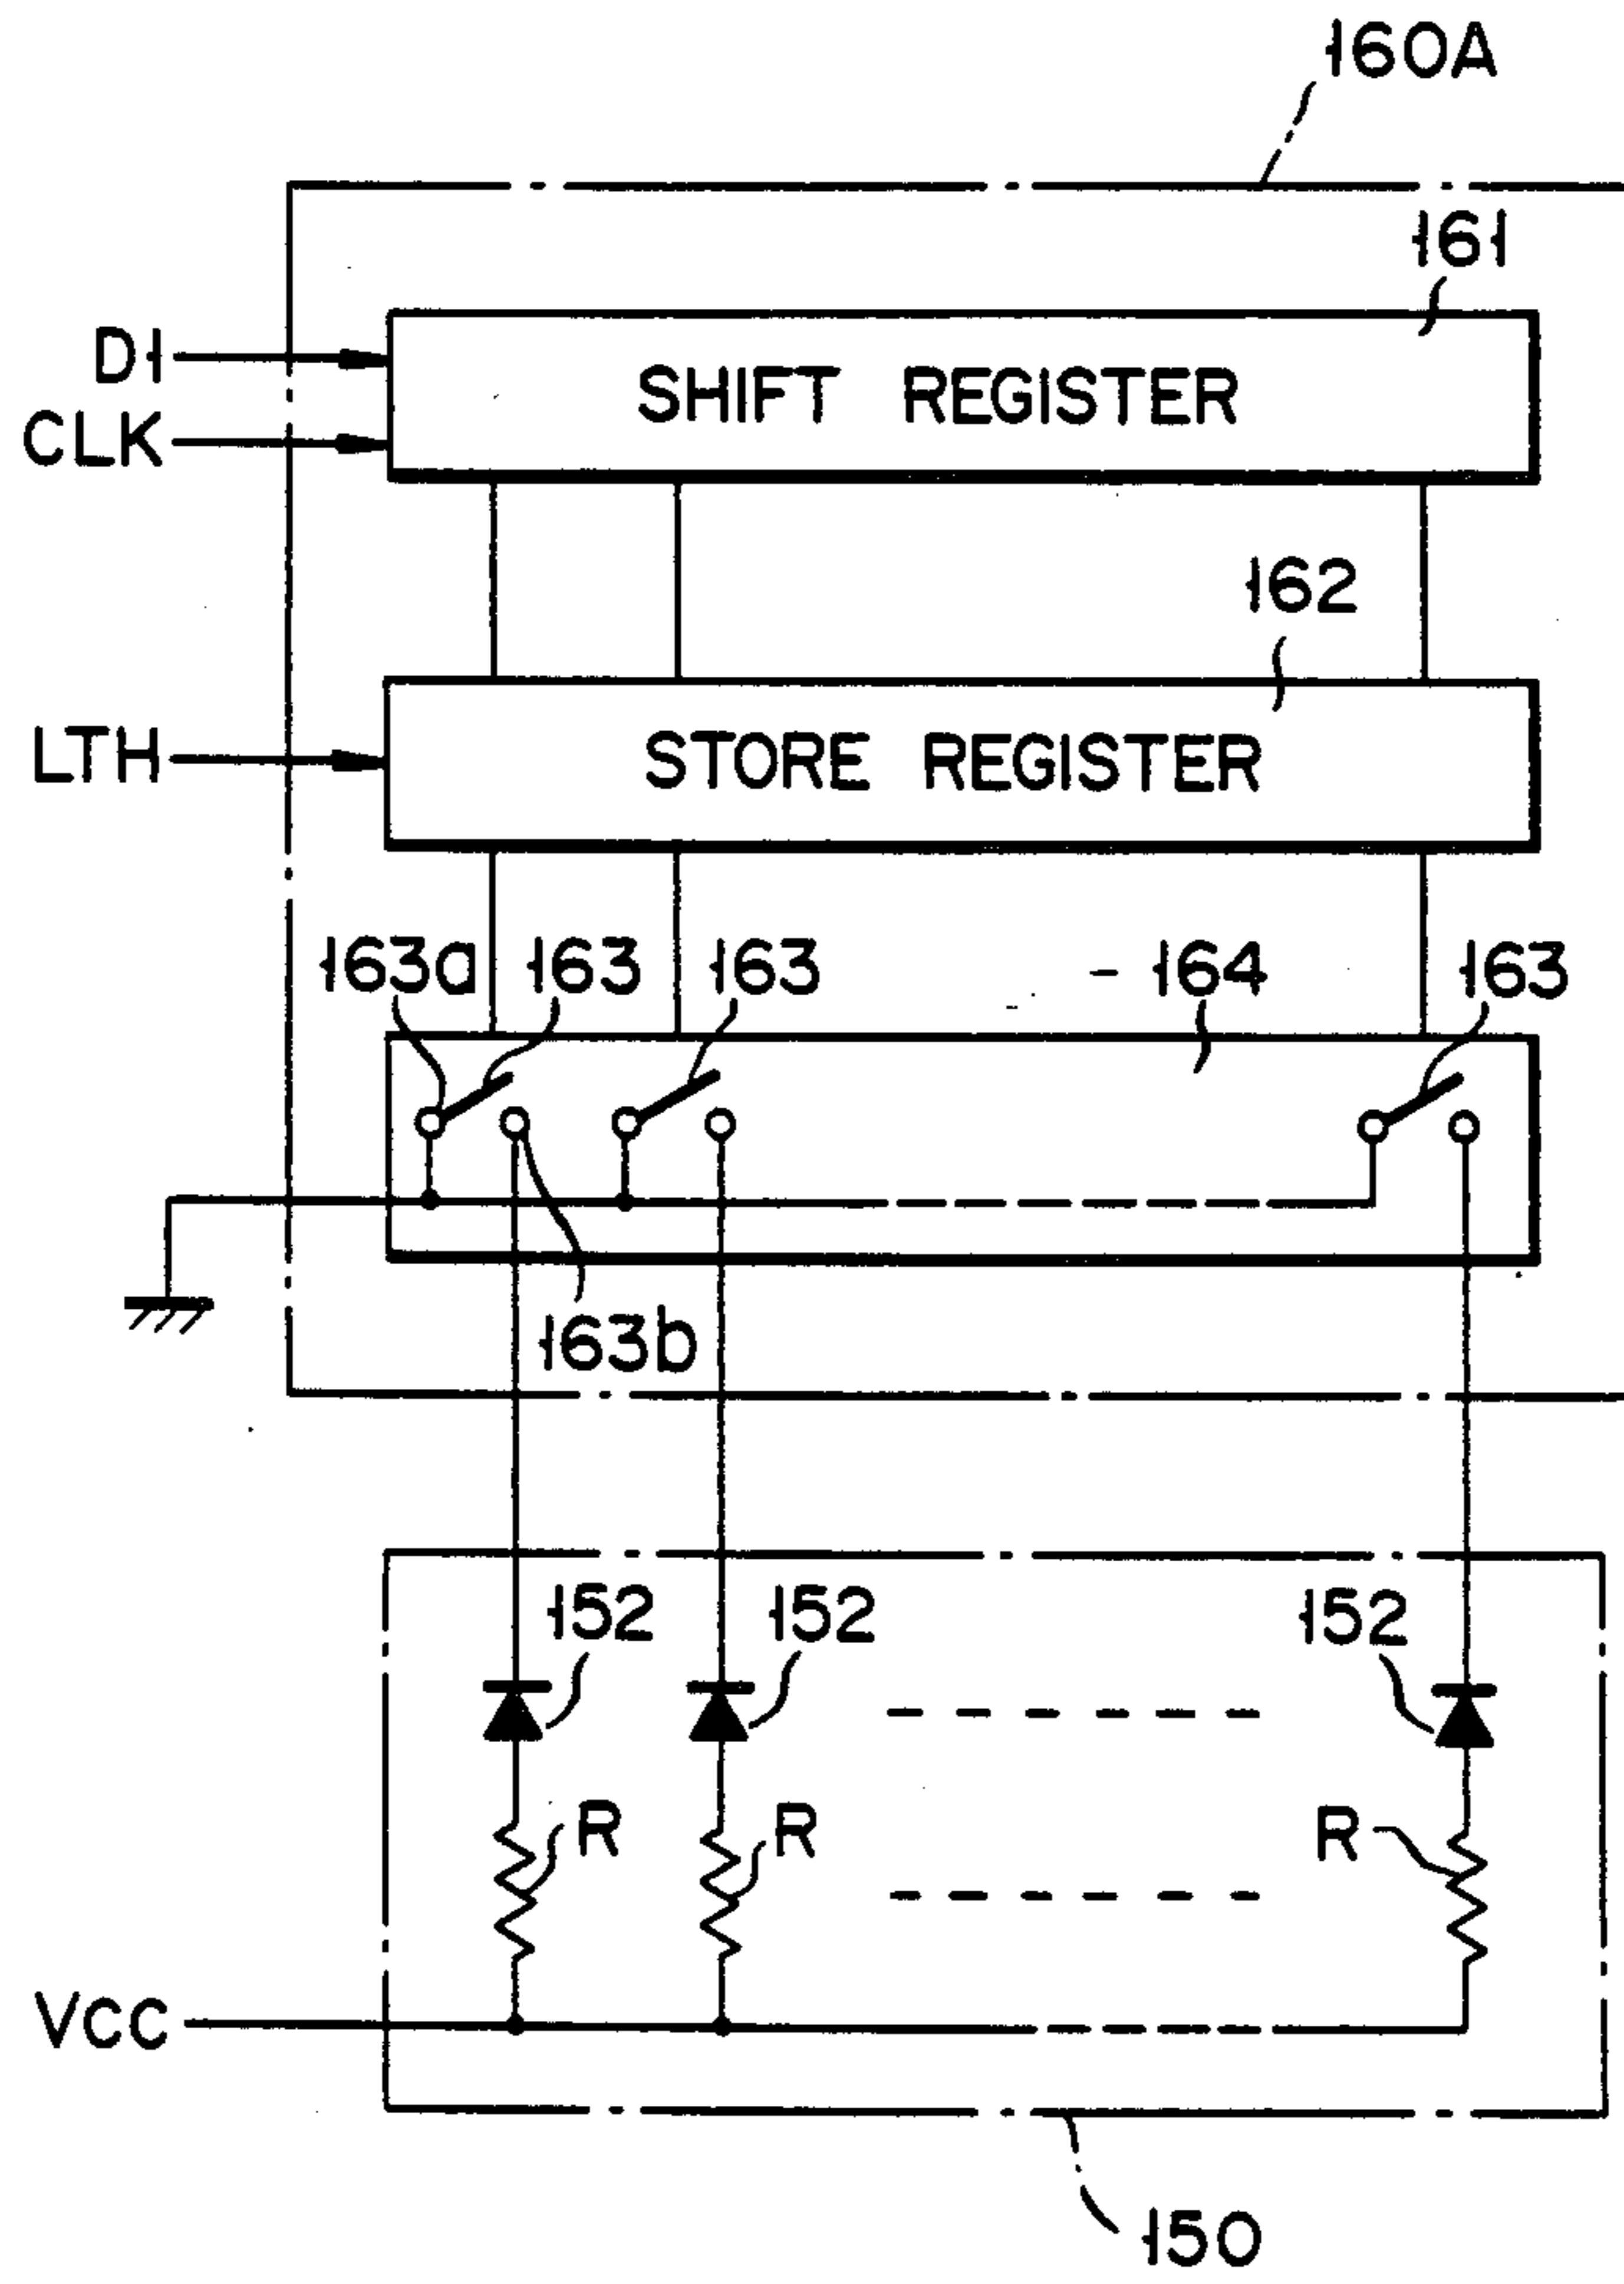 160A
161
DI
SHIFT REGISTER
CLK
162
LTH
STORE REGISTER
163a 163 163 164 163
163b
152 152 152
R R R
VCC
150